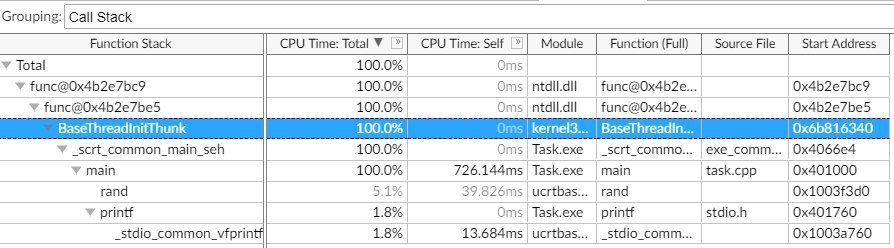 Grouping: Call Stack
Function Stack CPU Time: Total ▼ » CPU Time: Self » Module Function (Full) Source File Start Address
Total 100.0% 0ms
func@0x4b2e7bc9 100.0% 0ms ntdll.dll func@0x4b2e... 0x4b2e7bc9
func@0x4b2e7be5 100.0% 0ms ntdll.dll func@0x4b2e... 0x4b2e7be5
BaseThreadInitThunk 100.0% 0ms kernel3... BaseThreadIn... 0x6b816340
_scrt_common_main_seh 100.0% 0ms Task.exe _scrt_commo... exe_comm... 0x4066e4
main 100.0% 726.144ms Task.exe main task.cpp 0x401000
rand 5.1% 39.826ms ucrtbas... rand 0x1003f3d0
printf 1.8% 0ms Task.exe printf stdio.h 0x401760
_stdio_common_vfprintf 1.8% 13.684ms ucrtbas... _stdio_comm... 0x1003a760